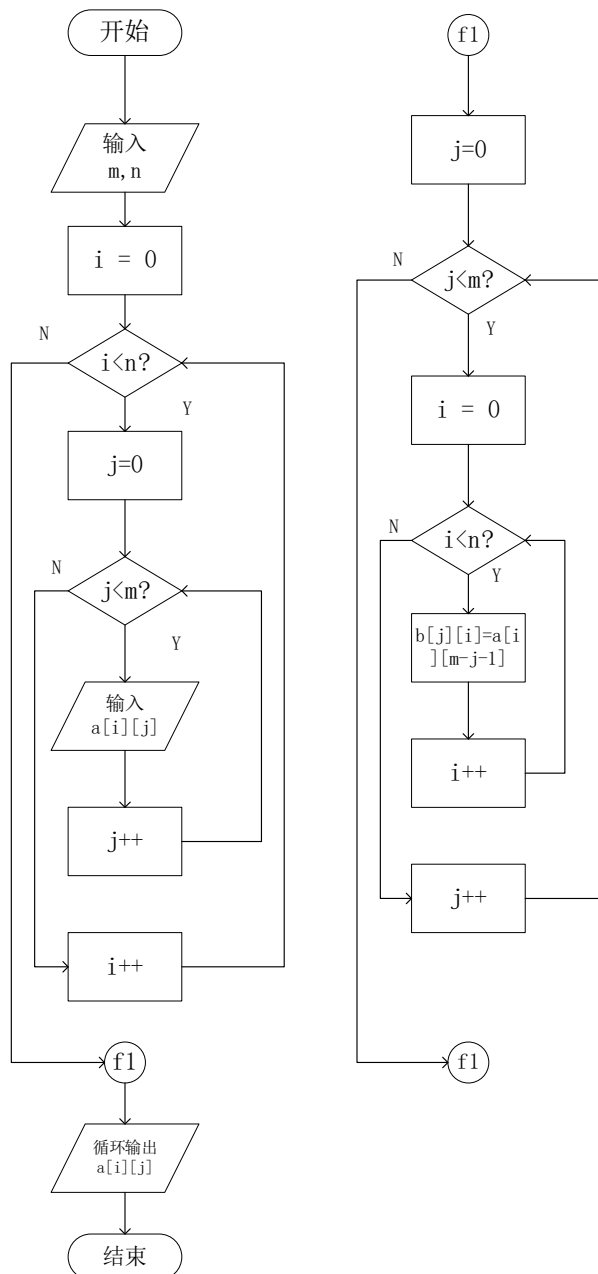 开始
输入
m,n
i = 0
N
i<n?
Y
j=0
N
j<m?
Y
输入
a[i][j]
j++
i++
f1
循环输出
a[i][j]
结束
f1
j=0
N
j<m?
Y
i = 0
N
i<n?
Y
b[j][i]=a[i
][m-j-1]
i++
j++
f1